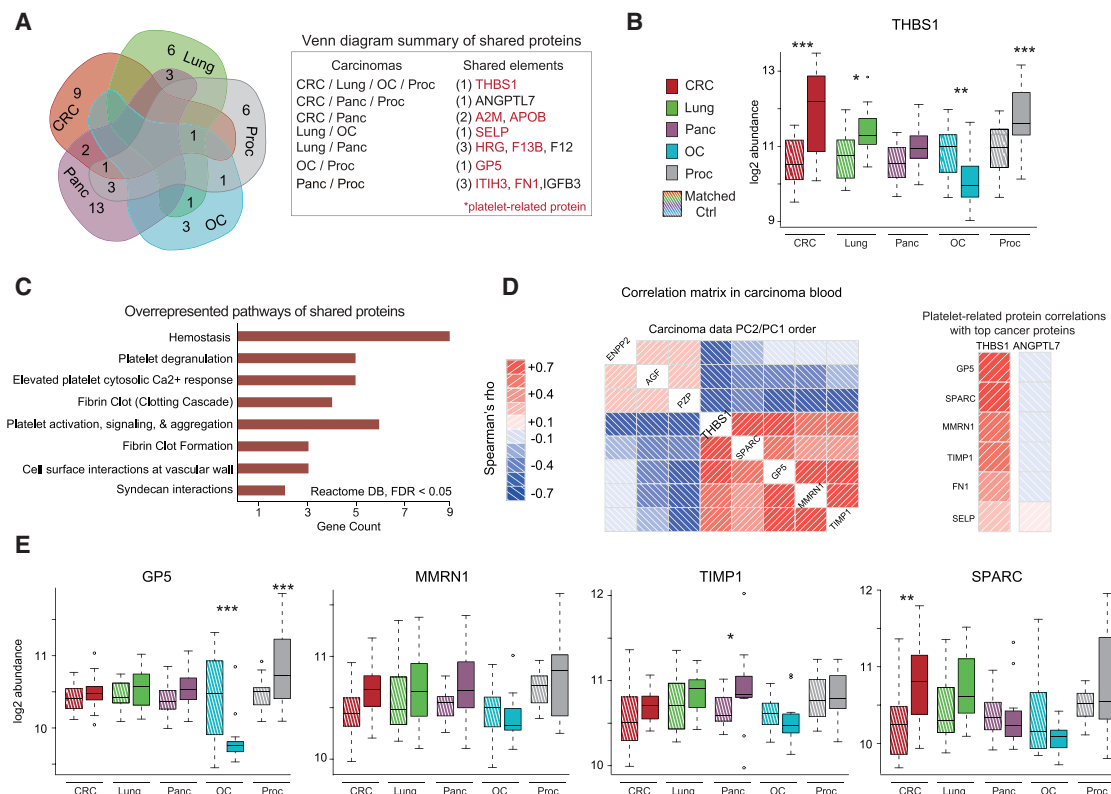 A
6
Lung
3
9
CRC
6
Proc
1
2
1
3
Panc
13
1
1
3
OC
Venn diagram summary of shared proteins
Carcinomas Shared elements
CRC / Lung / OC / Proc (1) THBS1
CRC / Panc / Proc (1) ANGPTL7
CRC / Panc (2) A2M, APOB
Lung / OC (1) SELP
Lung / Panc (3) HRG, F13B, F12
OC / Proc (1) GP5
Panc / Proc (3) ITIH3, FN1,IGFB3
*platelet-related protein
B
THBS1
CRC
Lung
Panc
OC
Proc
Matched
Ctrl
log2 abundance
13
11
9
*** * ** ***
CRC Lung Panc OC Proc
C
Overrepresented pathways of shared proteins
Hemostasis
Platelet degranulation
Elevated platelet cytosolic Ca2+ response
Fibrin Clot (Clotting Cascade)
Platelet activation, signaling, & aggregation
Fibrin Clot Formation
Cell surface interactions at vascular wall
Syndecan interactions
Reactome DB, FDR < 0.05
1 3 5 7 9
Gene Count
D
Correlation matrix in carcinoma blood
Carcinoma data PC2/PC1 order
Spearman's rho
+0.7
+0.4
+0.1
-0.1
-0.4
-0.7
ENPP2
AGF
PZP
THBS1
SPARC
GP5
MMRN1
TIMP1
Platelet-related protein correlations
with top cancer proteins
THBS1 ANGPTL7
GP5
SPARC
MMRN1
TIMP1
FN1
SELP
E
GP5
log2 abundance
11
10
*** ***
CRC Lung Panc OC Proc
MMRN1
11
10
CRC Lung Panc OC Proc
TIMP1
12
11
10
*
CRC Lung Panc OC Proc
SPARC
12
11
10
**
CRC Lung Panc OC Proc